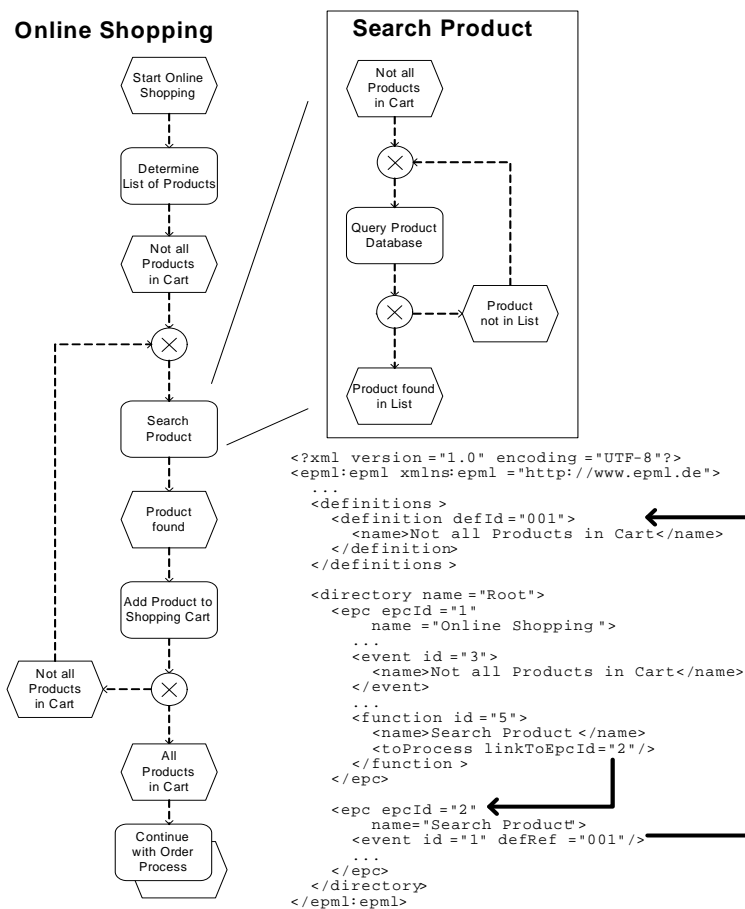 Online Shopping
Start Online
Shopping
Determine
List of Products
Not all
Products
in Cart
Search
Product
Product
found
Add Product to
Shopping Cart
Not all
Products
in Cart
All
Products
in Cart
Continue
with Order
Process
Search Product
Not all
Products
in Cart
Query Product
Database
Product
not in List
Product found
in List
<?xml version ="1.0" encoding ="UTF-8"?>
<epml:epml xmlns:epml ="http://www.epml.de">
...
<definitions >
<definition defId ="001">
<name>Not all Products in Cart</name>
</definition>
</definitions >
<directory name ="Root">
<epc epcId ="1"
name ="Online Shopping ">
...
<event id ="3">
<name>Not all Products in Cart</name>
</event>
...
<function id ="5">
<name>Search Product </name>
<toProcess linkToEpcId="2"/>
</function >
</epc>
<epc epcId ="2"
name="Search Product">
<event id ="1" defRef ="001"/>
...
</epc>
</directory>
</epml:epml>